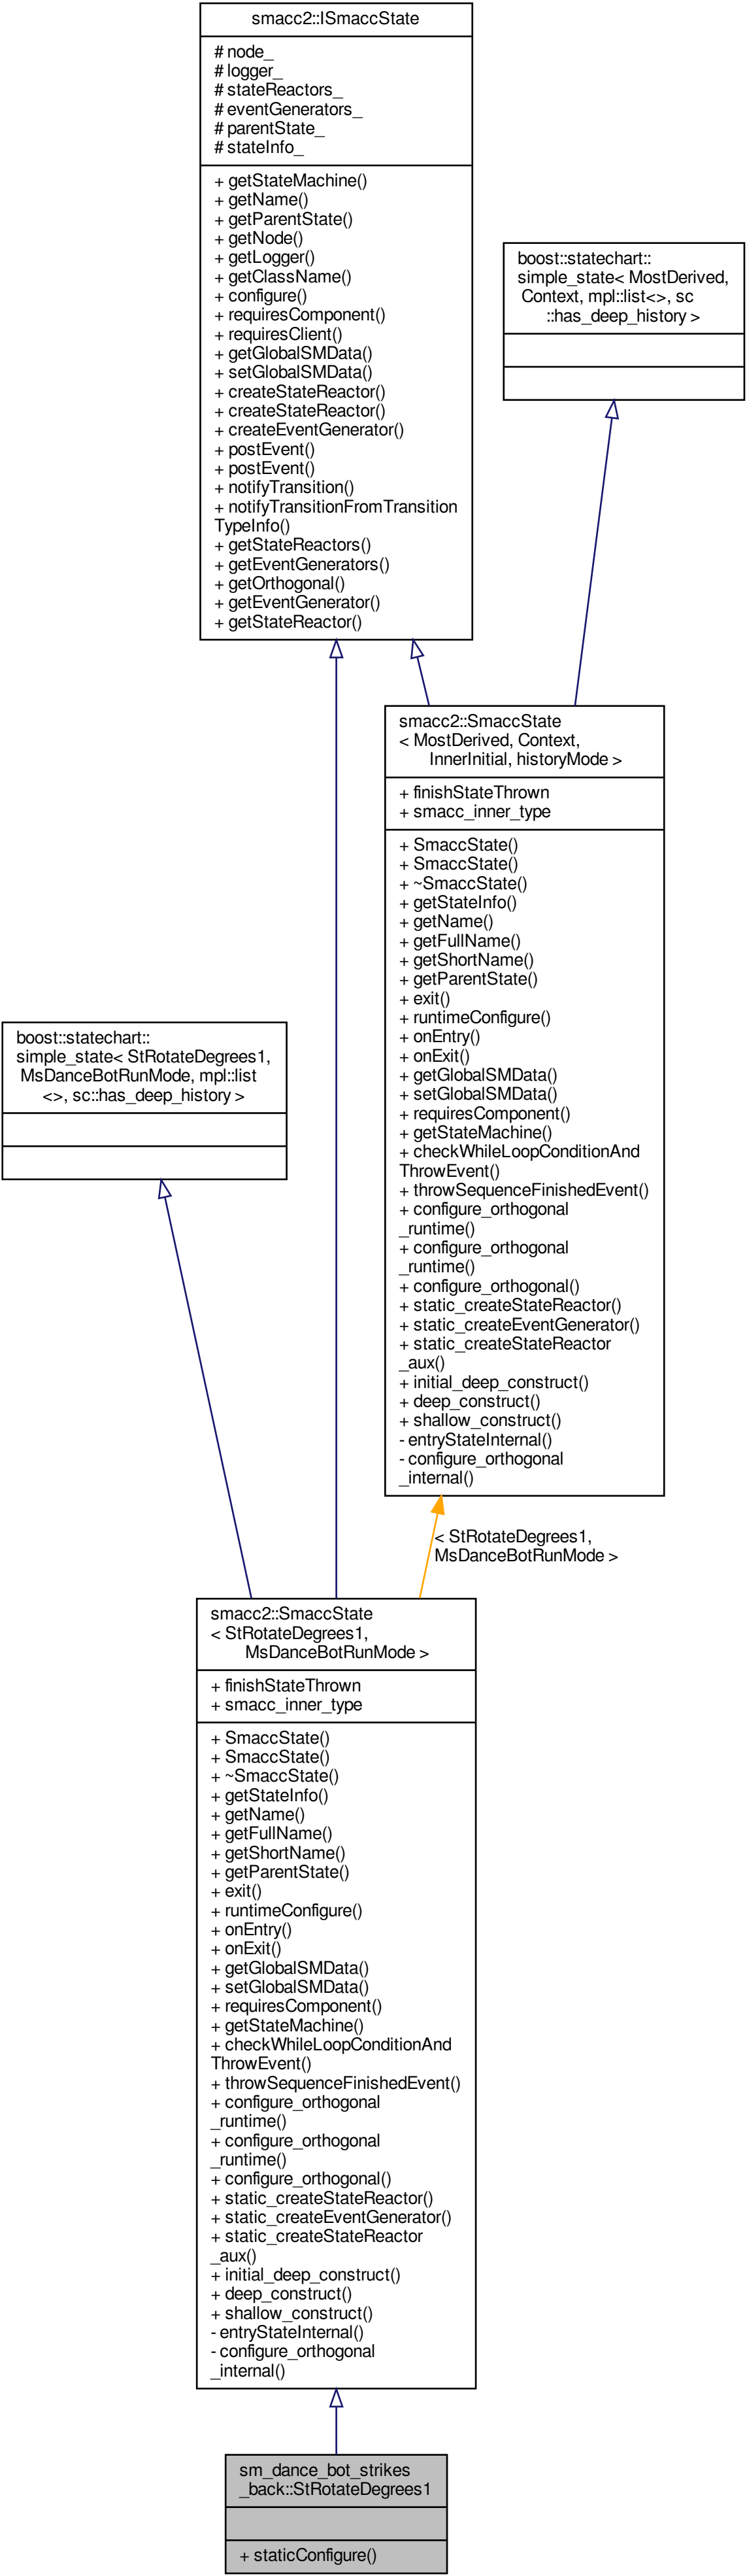 smacc2::ISmaccState
# node_
# logger_
# stateReactors_
# eventGenerators_
# parentState_
# stateInfo_
+ getStateMachine()
+ getName()
+ getParentState()
+ getNode()
+ getLogger()
+ getClassName()
+ configure()
+ requiresComponent()
+ requiresClient()
+ getGlobalSMData()
+ setGlobalSMData()
+ createStateReactor()
+ createStateReactor()
+ createEventGenerator()
+ postEvent()
+ postEvent()
+ notifyTransition()
+ notifyTransitionFromTransition
TypeInfo()
+ getStateReactors()
+ getEventGenerators()
+ getOrthogonal()
+ getEventGenerator()
+ getStateReactor()
boost::statechart::
simple_state< MostDerived,
Context, mpl::list<>, sc
::has_deep_history >
smacc2::SmaccState
< MostDerived, Context,
InnerInitial, historyMode >
+ finishStateThrown
+ smacc_inner_type
+ SmaccState()
+ SmaccState()
+ ~SmaccState()
+ getStateInfo()
+ getName()
+ getFullName()
+ getShortName()
+ getParentState()
+ exit()
+ runtimeConfigure()
+ onEntry()
+ onExit()
+ getGlobalSMData()
+ setGlobalSMData()
+ requiresComponent()
+ getStateMachine()
+ checkWhileLoopConditionAnd
ThrowEvent()
+ throwSequenceFinishedEvent()
+ configure_orthogonal
_runtime()
+ configure_orthogonal
_runtime()
+ configure_orthogonal()
+ static_createStateReactor()
+ static_createEventGenerator()
+ static_createStateReactor
_aux()
+ initial_deep_construct()
+ deep_construct()
+ shallow_construct()
- entryStateInternal()
- configure_orthogonal
_internal()
boost::statechart::
simple_state< StRotateDegrees1,
MsDanceBotRunMode, mpl::list
<>, sc::has_deep_history >
< StRotateDegrees1,
MsDanceBotRunMode >
smacc2::SmaccState
< StRotateDegrees1,
MsDanceBotRunMode >
+ finishStateThrown
+ smacc_inner_type
+ SmaccState()
+ SmaccState()
+ ~SmaccState()
+ getStateInfo()
+ getName()
+ getFullName()
+ getShortName()
+ getParentState()
+ exit()
+ runtimeConfigure()
+ onEntry()
+ onExit()
+ getGlobalSMData()
+ setGlobalSMData()
+ requiresComponent()
+ getStateMachine()
+ checkWhileLoopConditionAnd
ThrowEvent()
+ throwSequenceFinishedEvent()
+ configure_orthogonal
_runtime()
+ configure_orthogonal
_runtime()
+ configure_orthogonal()
+ static_createStateReactor()
+ static_createEventGenerator()
+ static_createStateReactor
_aux()
+ initial_deep_construct()
+ deep_construct()
+ shallow_construct()
- entryStateInternal()
- configure_orthogonal
_internal()
sm_dance_bot_strikes
_back::StRotateDegrees1
+ staticConfigure()